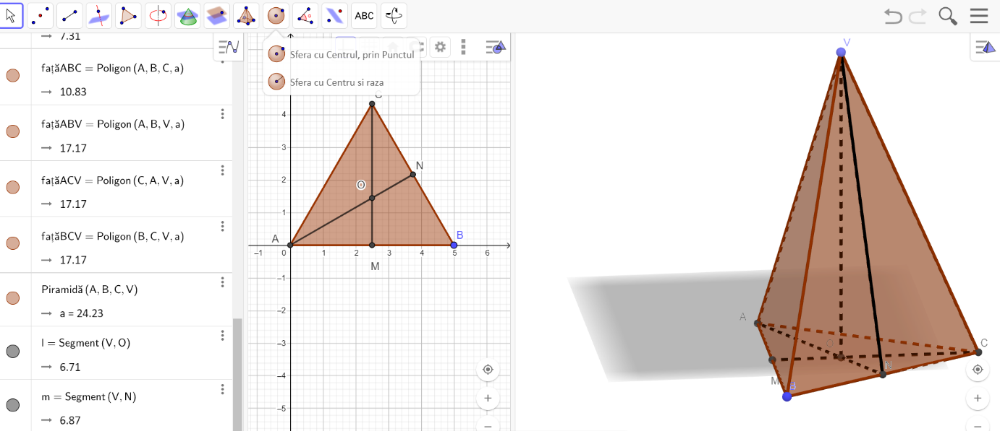 ABC
7.31
fațăABC = Poligon (A, B, C, a)
→ 10.83
fațăABV = Poligon (A, B, V, a)
→ 17.17
fațăACV = Poligon (C, A, V, a)
→ 17.17
fațăBCV = Poligon (B, C, V, a)
→ 17.17
Piramidă (A, B, C, V)
→ a = 24.23
l = Segment (V, O)
→ 6.71
m = Segment (V, N)
→ 6.87
Sfera cu Centrul, prin Punctul
Sfera cu Centru si raza
C
4
3
N
2
O
1
A
B
−1
0
1
2
3
4
5
6
M
−1
−2
−3
−4
−5
V
A
C
O
N
M
B